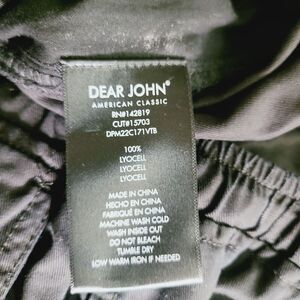 DEAR JOHN®
AMERICAN CLASSIC
RN#142819
CUT#15703
DPM22C171VTB
100%
LYOCELL
LYOCELL
LYOCELL
MADE IN CHINA
HECHO EN CHINA
FABRIQUÉ EN CHINA
MACHINE WASH COLD
WASH INSIDE OUT
DO NOT BLEACH
TUMBLE DRY
LOW WARM IRON IF NEEDED